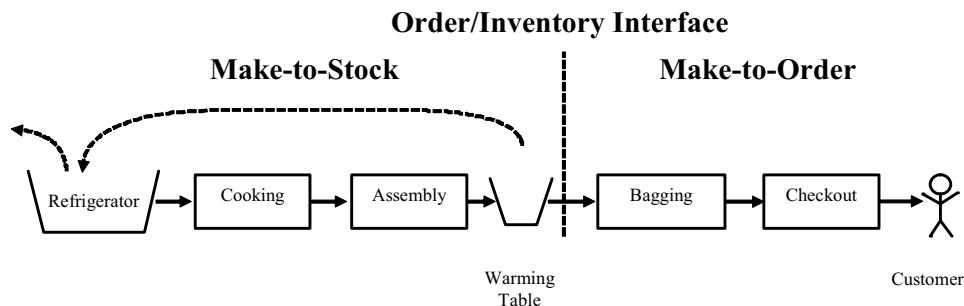 Order/Inventory Interface
Make-to-Stock
Make-to-Order
Refrigerator
Cooking
Assembly
Bagging
Checkout
Warming
Table
Customer